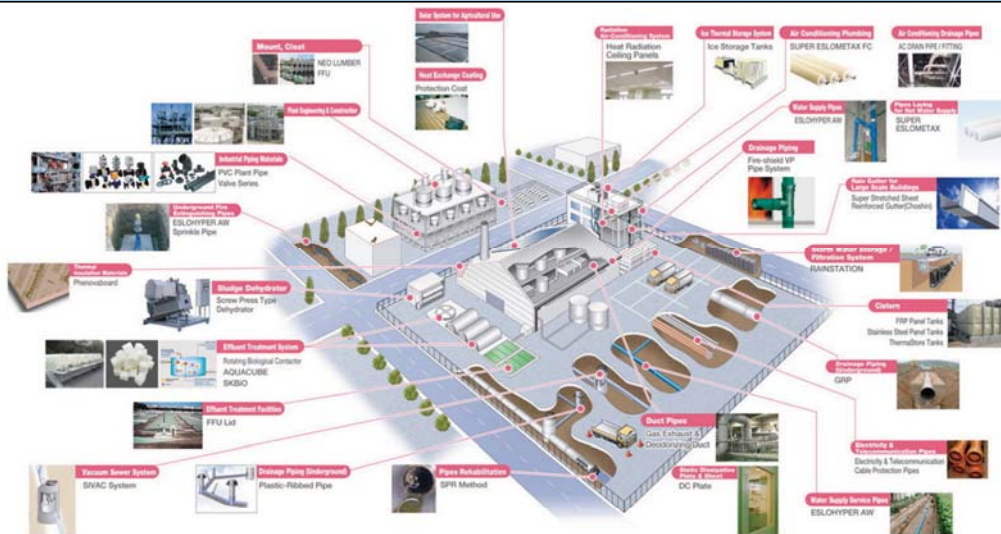 Solar System for Agricultural Use
Mount, Cleat
NEO LUMBER
FFU
Heat Exchange Coating
Protection Coat
Radiation
Air-Conditioning System
Heat Radiation
Ceiling Panels
Ice Thermal Storage System
Ice Storage Tanks
Air Conditioning Plumbing
SUPER ESLOMETAX FC
Air Conditioning Drainage Pipes
AC DRAIN PIPE / FITTING
Plant Engineering & Construction
Water Supply Pipes
ESLOHYPER AW
Pipes Laying
for Hot Water Supply
SUPER
ESLOMETAX
Industrial Piping Materials
PVC Plant Pipe
Valve Series
Drainage Piping
Fire-shield VP
Pipe System
Rain Gutter for
Large Scale Buildings
Super Stretched Sheet
Reinforced Gutter(Choshin)
Underground Fire
Extinguishing Pipes
ESLOHYPER AW
Sprinkle Pipe
Storm Water Storage /
Filtration System
RAINSTATION
Thermal
Insulation Materials
Phenovaboard
Sludge Dehydrator
Screw Press Type
Dehydrator
Cistern
FRP Panel Tanks
Stainless Steel Panel Tanks
ThermaStore Tanks
Effluent Treatment System
Rotating Biological Contactor
AQUACUBE
SKBIO
Drainage Piping
(Underground)
GRP
Effluent Treatment Facilities
FFU Lid
Duct Pipes
Gas Exhaust &
Deodorizing Duct
Electricity &
Telecommunication Pipes
Electricity & Telecommunication
Cable Protection Pipes
Vacuum Sewer System
SIVAC System
Drainage Piping (Underground)
Plastic-Ribbed Pipe
Pipes Rehabilitation
SPR Method
Static Dissipative
Plate & Sheet
DC Plate
Water Supply Service Pipes
ESLOHYPER AW